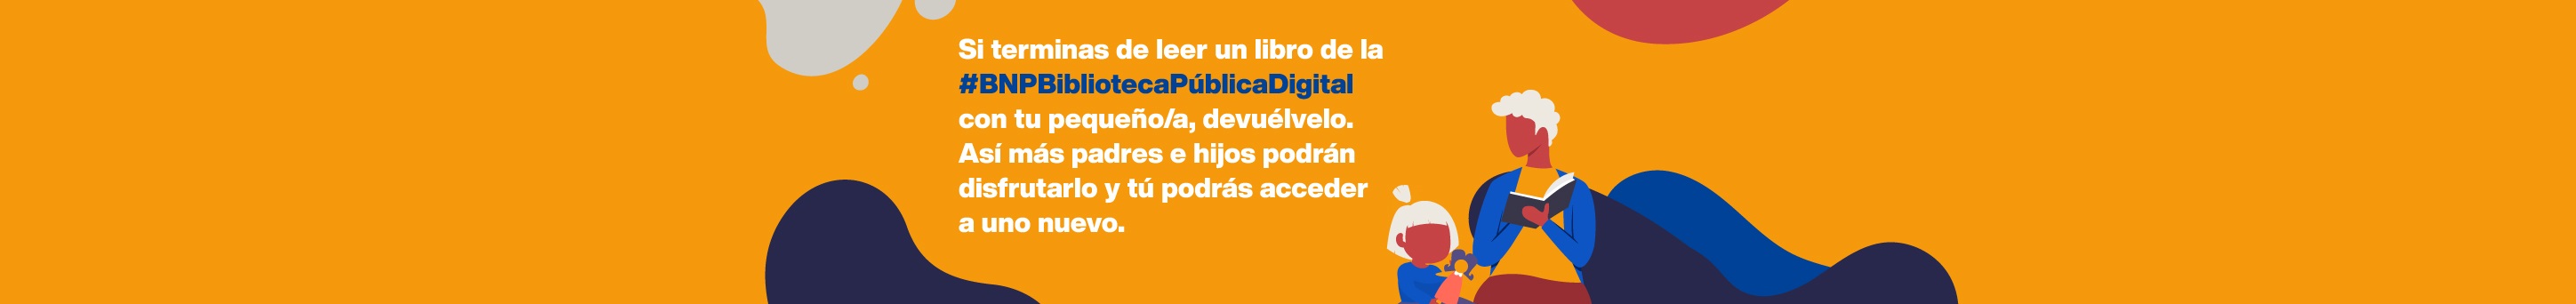 Si terminas de leer un libro de la
#BNPBibliotecaPúblicaDigital
con tu pequeño/a, devuélvelo.
Así más padres e hijos podrán
disfrutarlo y tú podrás acceder
a uno nuevo.